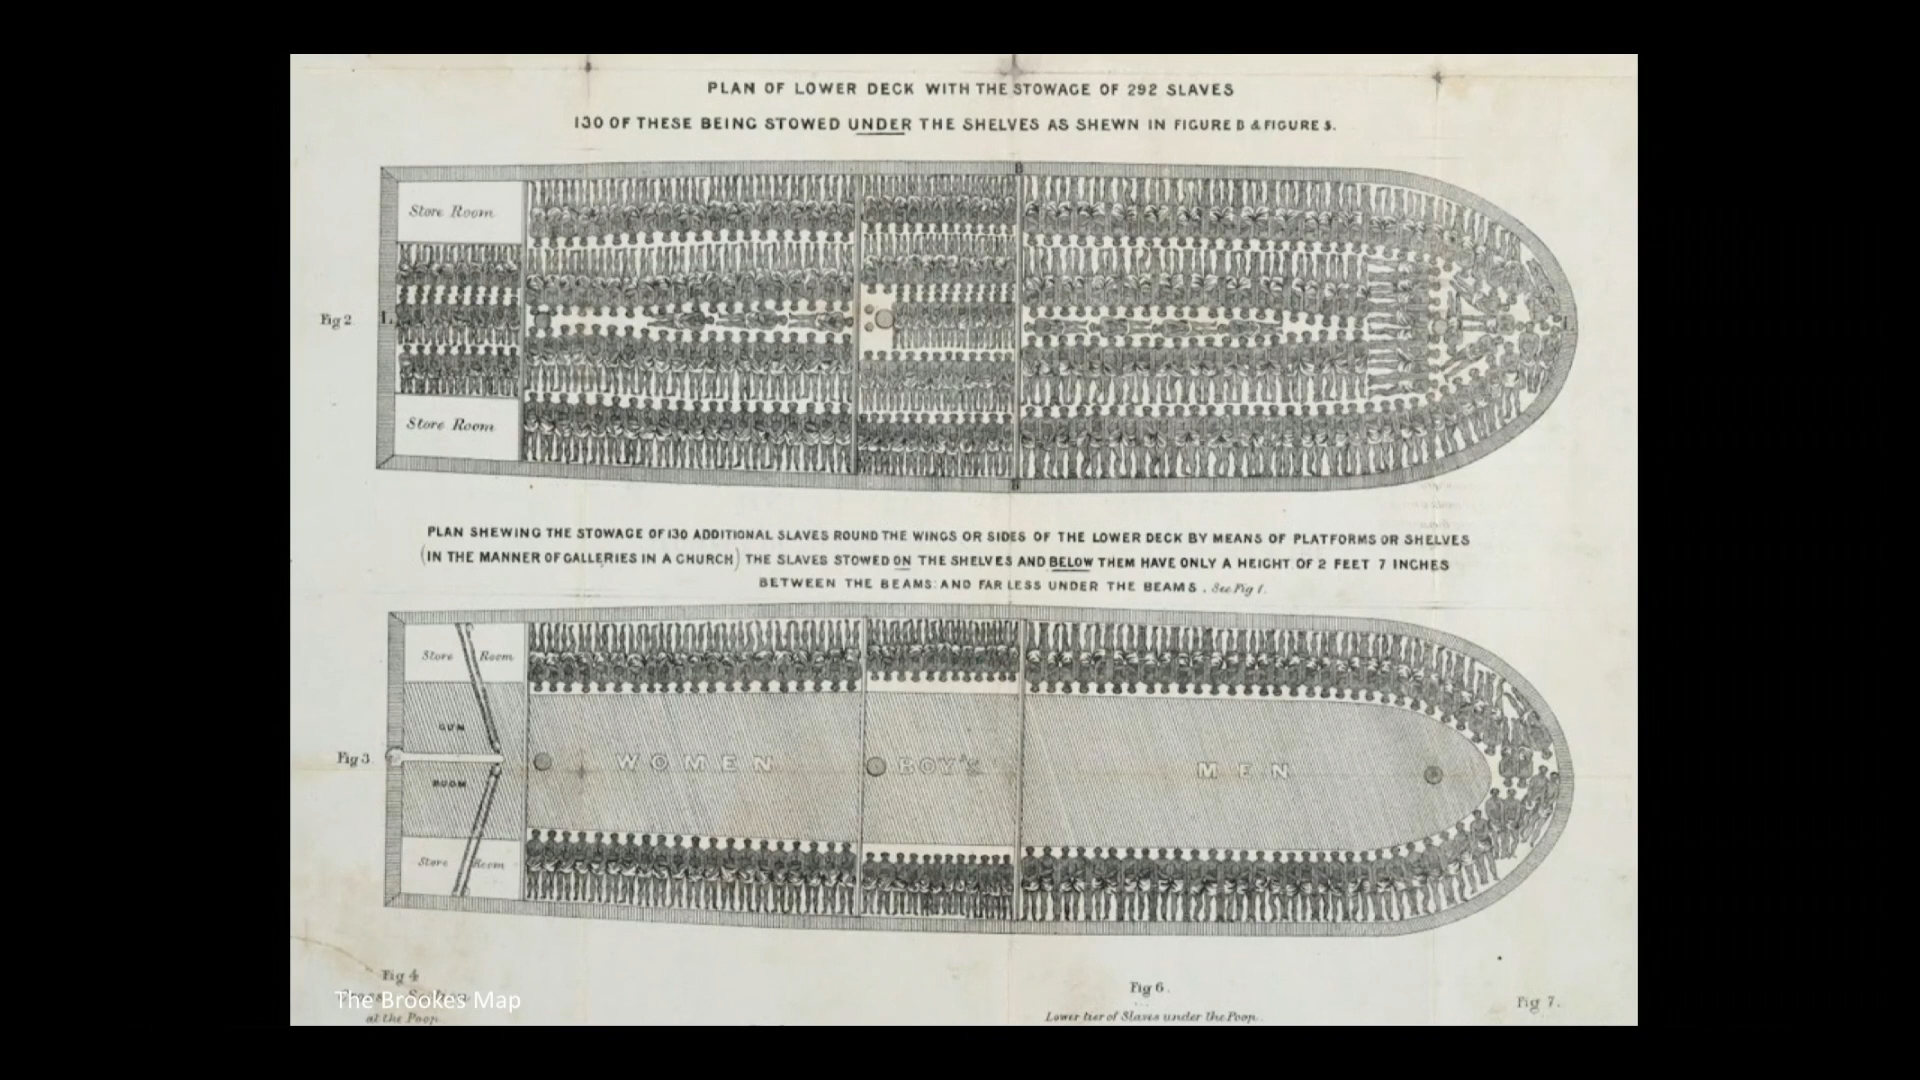 PLAN OF LOWER DECK WITH THE STOWAGE OF 292 SLAVES
130 OF THESE BEING STOWED UNDER THE SHELVES AS SHEWN IN FIGURE D & FIGURE 5.
Store Room
Fig 2
Store Room
PLAN SHEWING THE STOWAGE OF 130 ADDITIONAL SLAVES ROUND THE WINGS OR SIDES OF THE LOWER DECK BY MEANS OF PLATFORMS OR SHELVES
(IN THE MANNER OF GALLERIES IN A CHURCH) THE SLAVES STOWED ON THE SHELVES AND BELOW THEM HAVE ONLY A HEIGHT OF 2 FEET 7 INCHES
BETWEEN THE BEAMS: AND FAR LESS UNDER THE BEAMS. See Fig 1.
Store Room
GUN
Fig 3.
WOMEN BOY'S MEN
ROOM
Store Room
Fig 4
Fig 6.
Fig 7.
The Brookes Map
at the Poop
Lower tier of Slaves under the Poop.